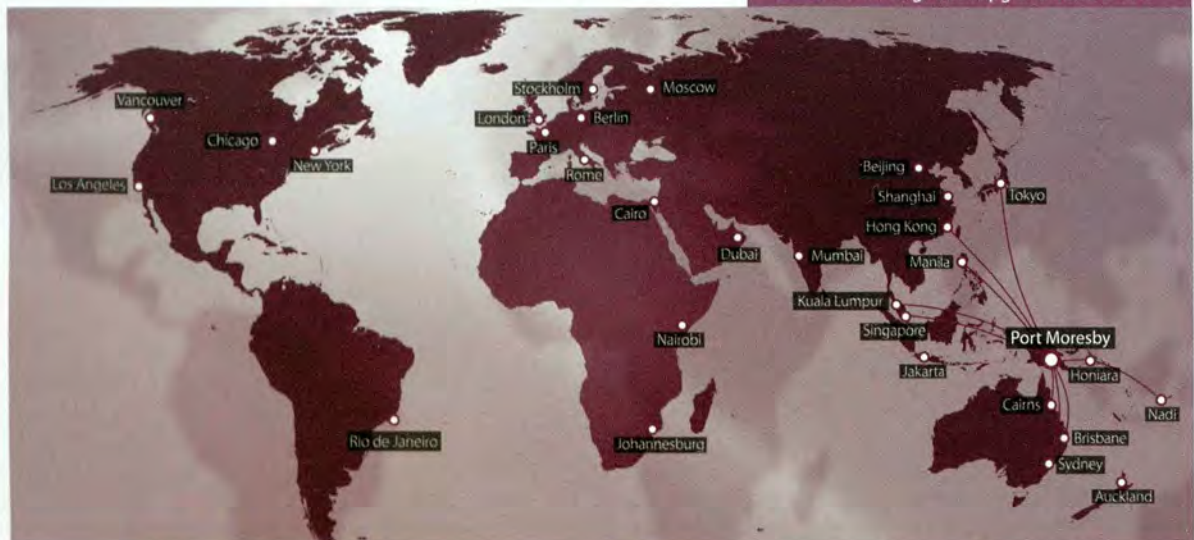 Stockholm
Moscow
Vancouver
London
Berlin
Chicago
Paris
New York
Rome
Beijing
Los Angeles
Shanghai
Tokyo
Cairo
Hong Kong
Dubai
Mumbai
Manila
Kuala Lumpur
Singapore
Nairobi
Port Moresby
Jakarta
Honiara
Cairns
Nadi
Rio de Janeiro
Johannesburg
Brisbane
Sydney
Auckland